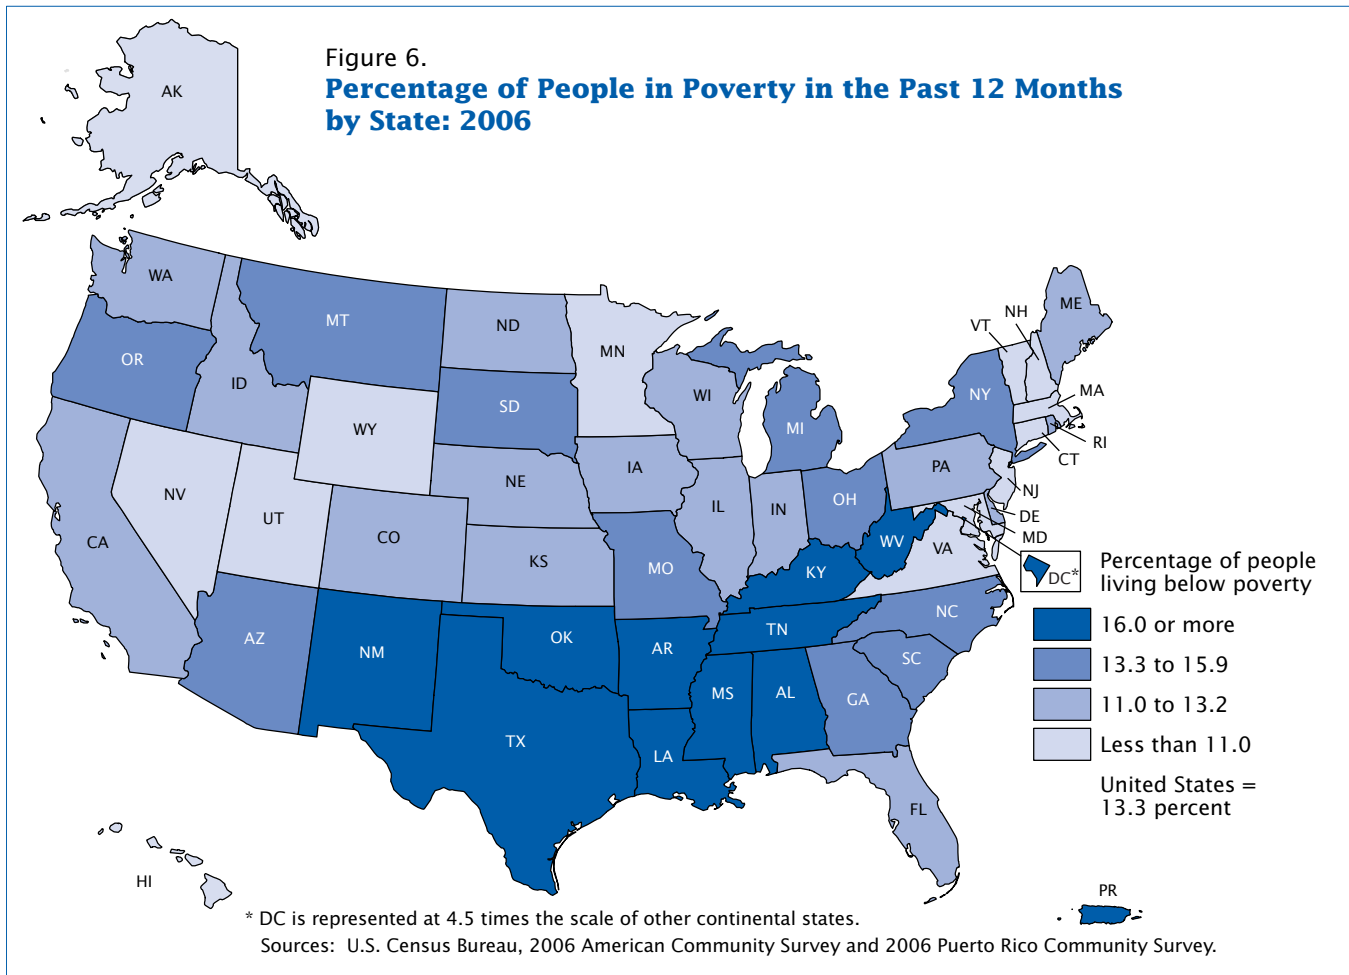 Figure 6.
Percentage of People in Poverty in the Past 12 Months
by State: 2006
AK
WA
MT
ND
MN
ME
NH
VT
OR
ID
SD
WI
MI
NY
MA
RI
CT
WY
IA
NE
PA
NJ
NV
UT
CO
IL
IN
OH
DE
MD
CA
KS
MO
WV
VA
KY
DC*
Percentage of people
living below poverty
AZ
NM
OK
AR
TN
NC
SC
16.0 or more
13.3 to 15.9
MS
AL
GA
11.0 to 13.2
TX
LA
Less than 11.0
FL
United States =
13.3 percent
HI
PR
* DC is represented at 4.5 times the scale of other continental states.
Sources: U.S. Census Bureau, 2006 American Community Survey and 2006 Puerto Rico Community Survey.